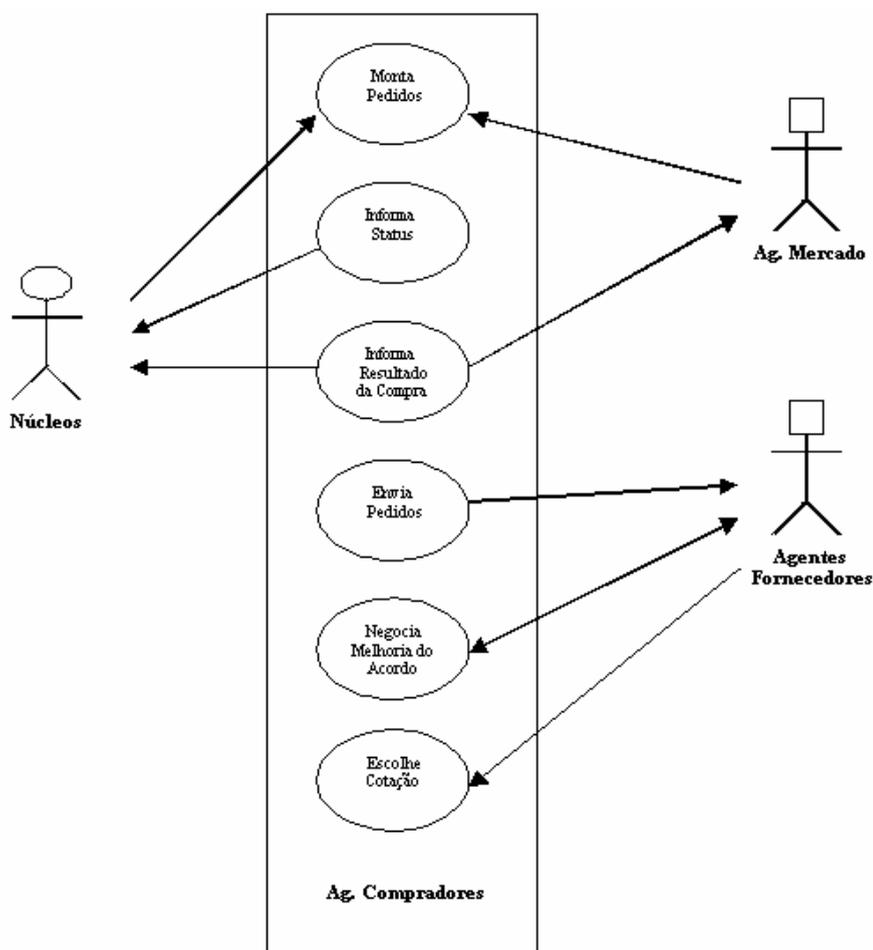 Monta
Pedidos
Informa
Status
Ag. Mercado
Informa
Resultado
da Compra
Núcleos
Envia
Pedidos
Agentes
Fornecedores
Negocia
Melhoria do
Acordo
Escolhe
Cotação
Ag. Compradores